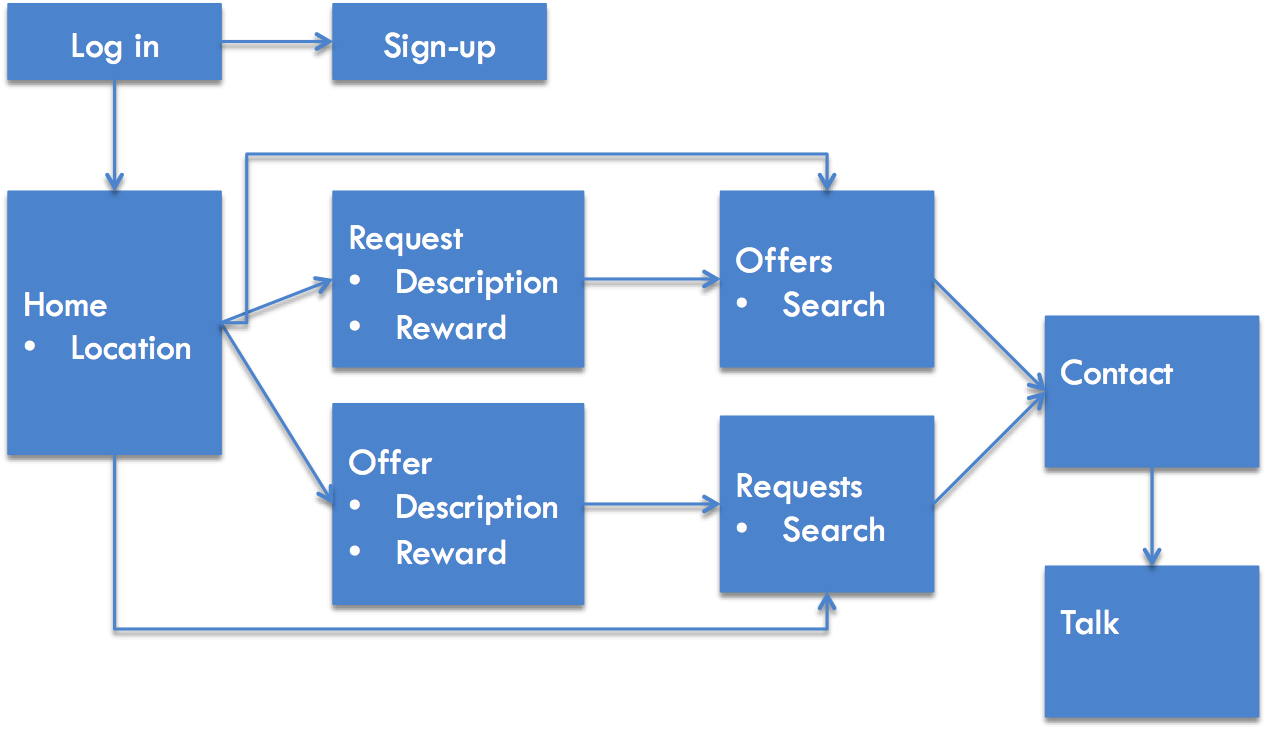 Log in
Sign-up
Home
• Location
Request
• Description
• Reward
Offers
• Search
Offer
• Description
• Reward
Requests
• Search
Contact
Talk